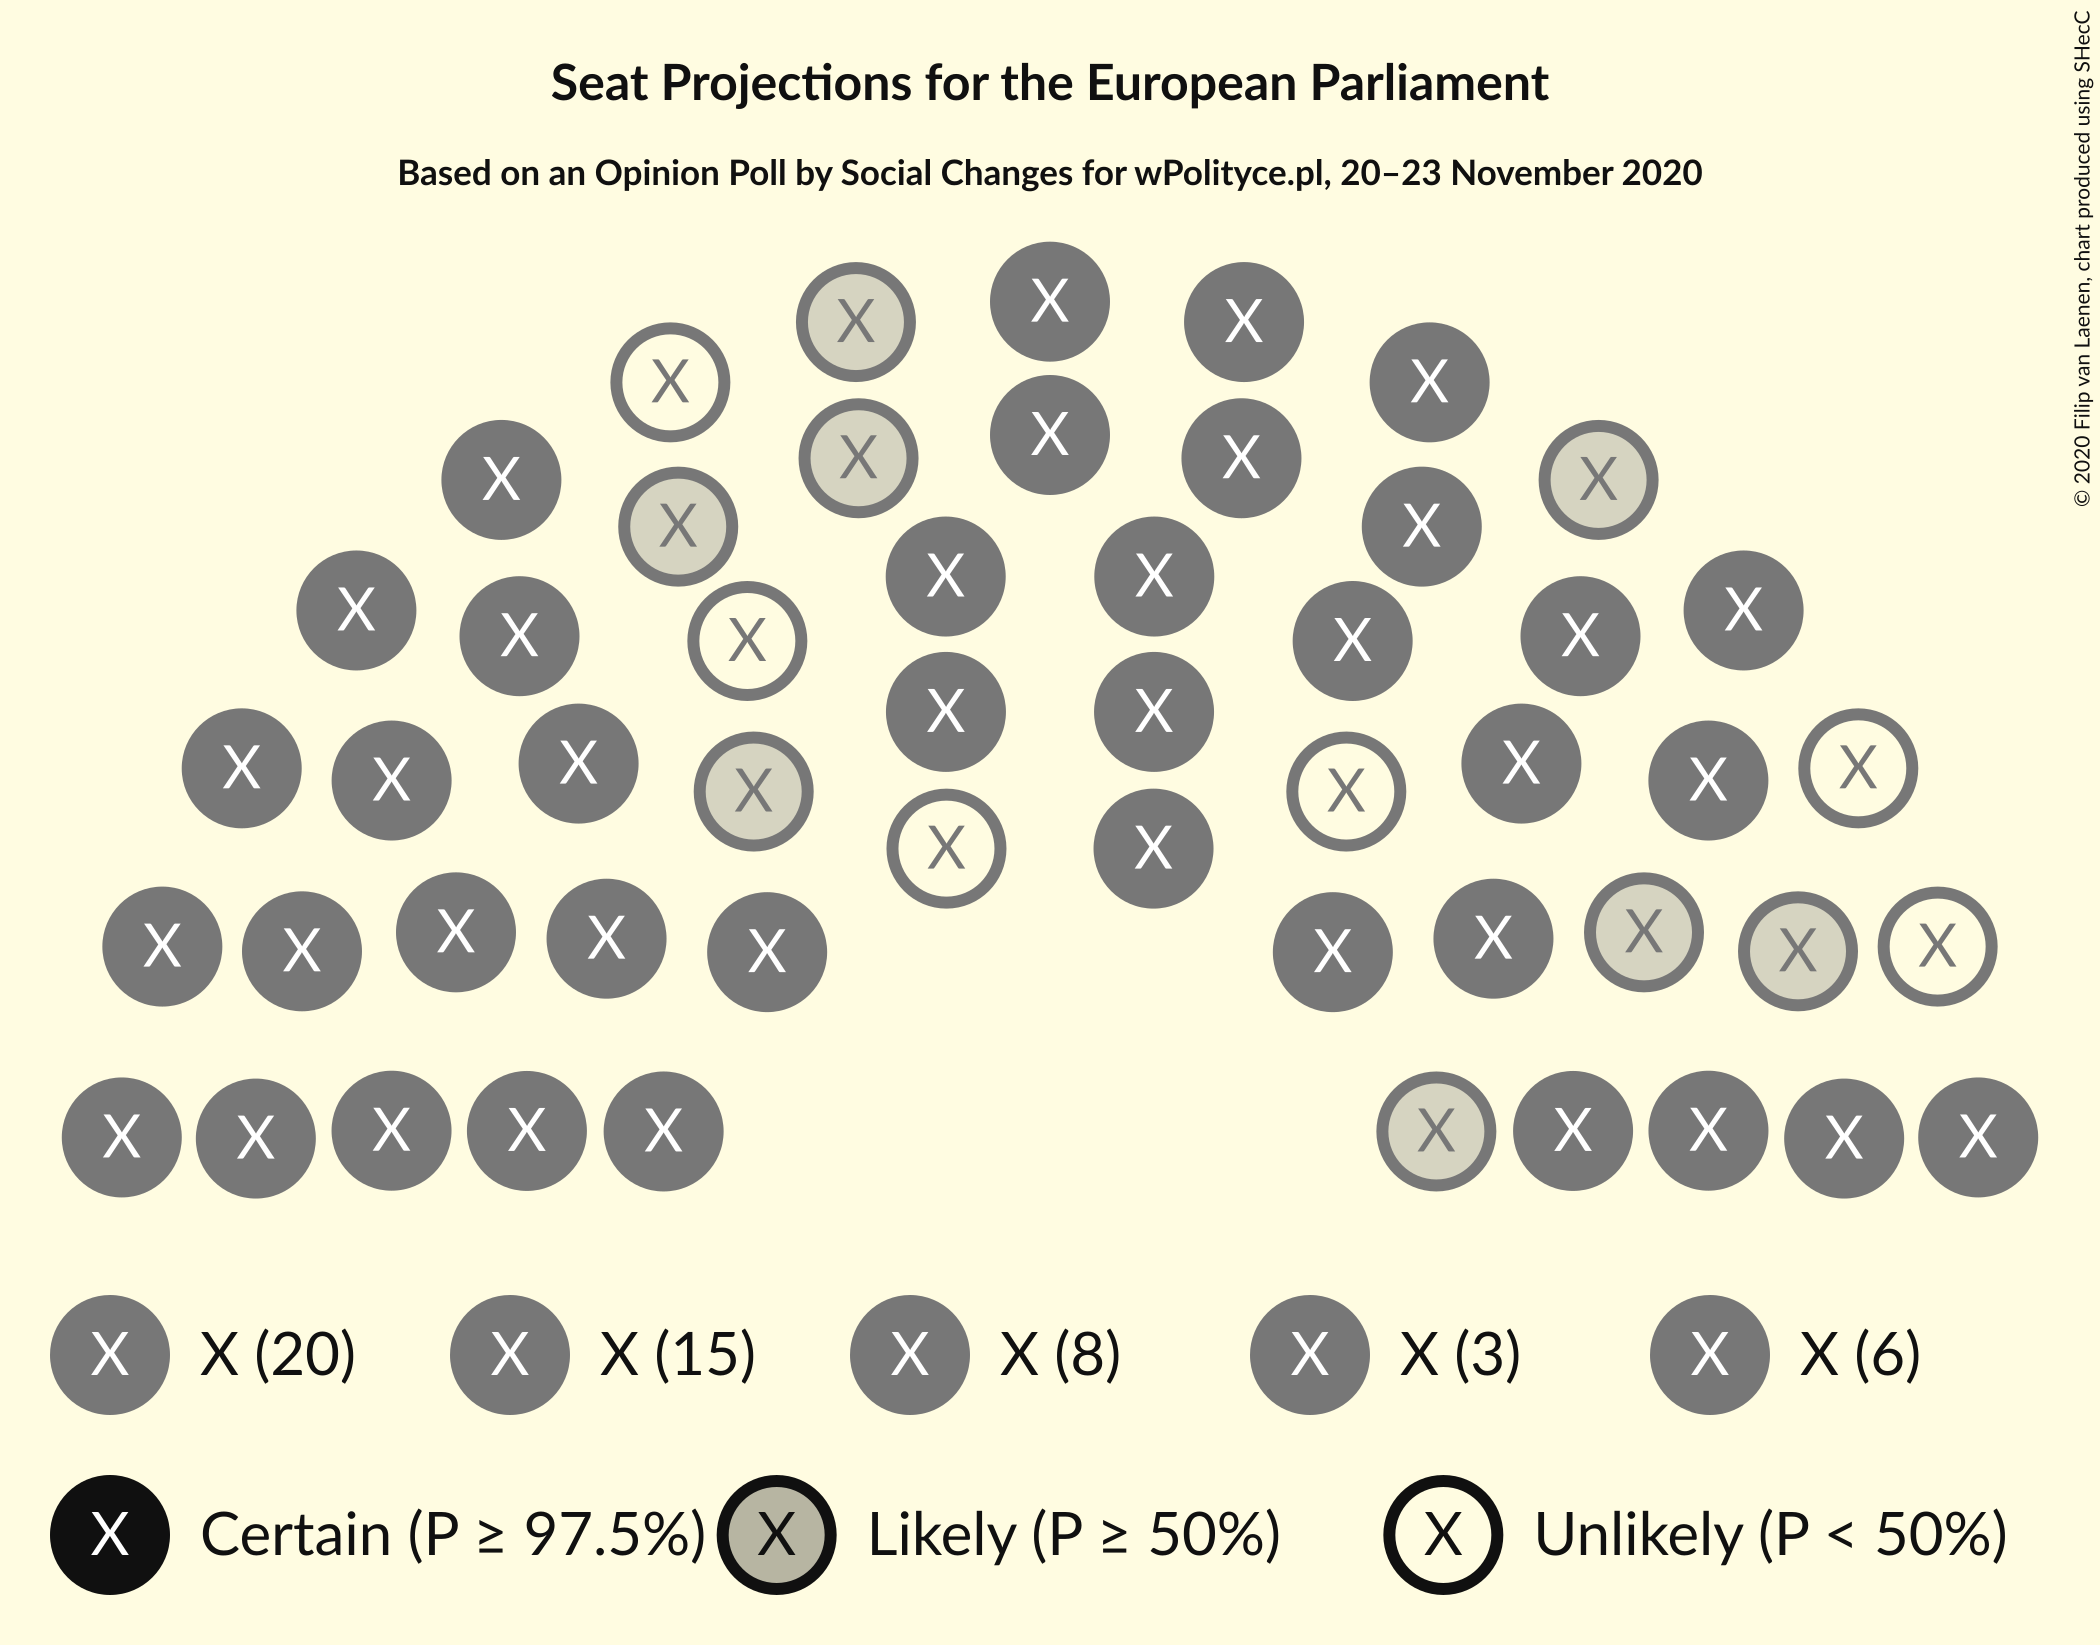 Seat Projections for the European Parliament
Based on an Opinion Poll by Social Changes for wPolityce.pl, 20–23 November 2020
© 2020 Filip van Laenen, chart produced using SHecC
X X X
X X
X X X
X X
X X
X X
X X X X X X
X X
X X X X X X X X
X X
X X X X X X X X X X
X X X X X X X X X X
X X (20) X X (15) X X (8) X X (3) X X (6)
X Certain (P ≥ 97.5%) X Likely (P ≥ 50%) X Unlikely (P < 50%)